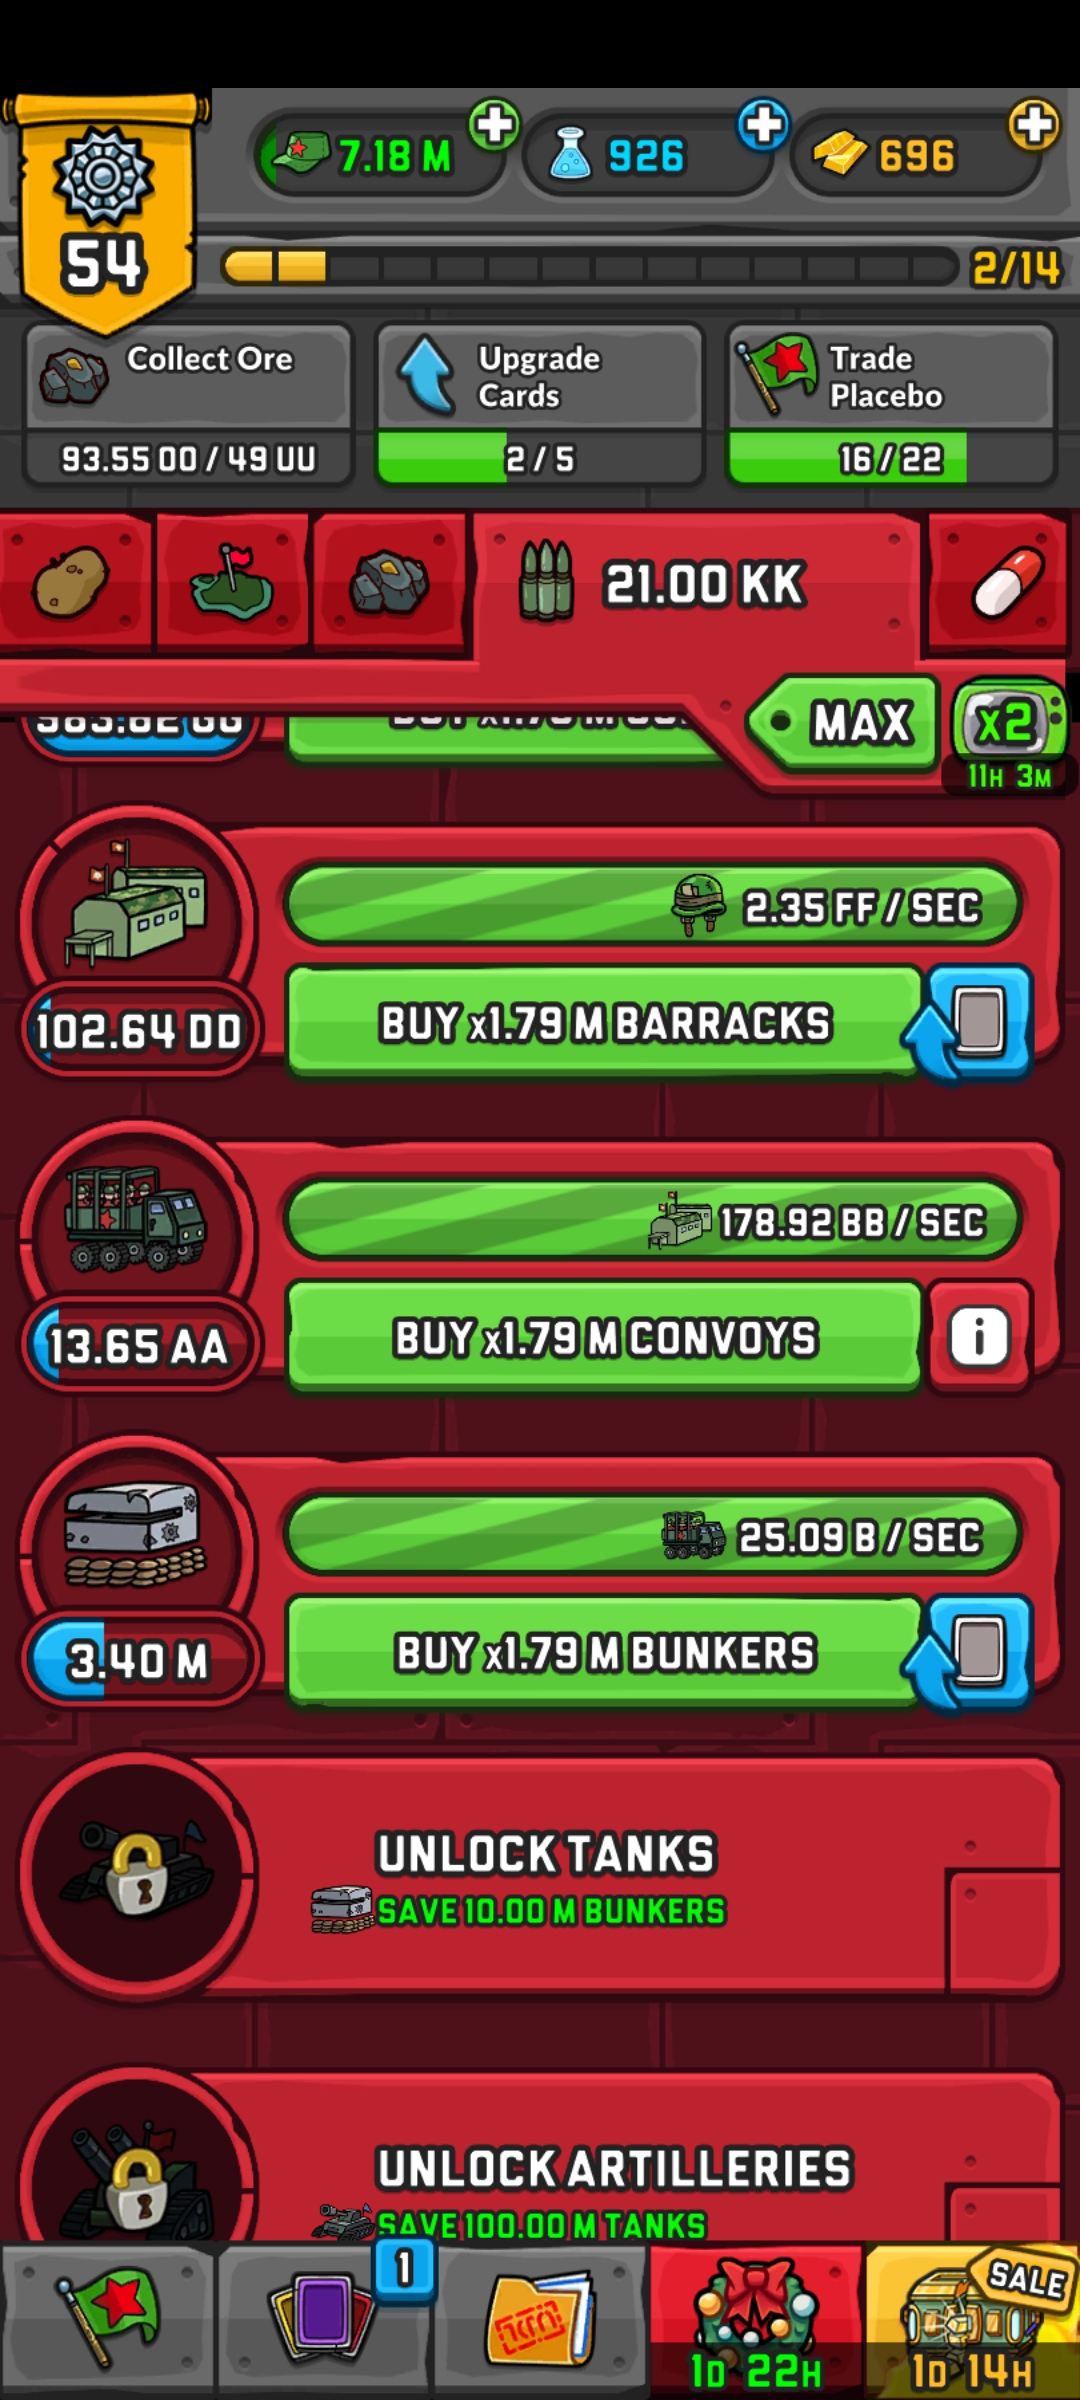 7.18 M
926
696
54
2/14
Collect Ore
Upgrade
Cards
Trade
Placebo
93.55 OO / 49 UU
2 / 5
16 / 22
21.00 KK
MAX
x2
11H 3M
2.35 FF / SEC
BUY x1.79 M BARRACKS
102.64 DD
178.92 BB / SEC
BUY x1.79 M CONVOYS
i
13.65 AA
25.09 B / SEC
BUY x1.79 M BUNKERS
3.40 M
UNLOCK TANKS
SAVE 10.00 M BUNKERS
UNLOCK ARTILLERIES
SAVE 100.00 M TANKS
1
SALE
1D 22H
1D 14H